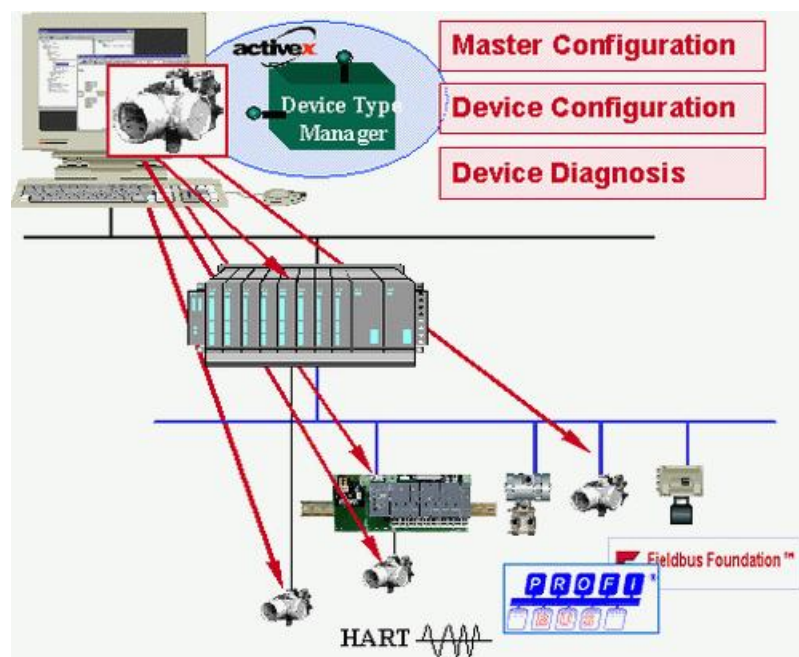 activex
Device Type
Manager
Master Configuration
Device Configuration
Device Diagnosis
Fieldbus Foundation™
PROFI®
BUS
HART